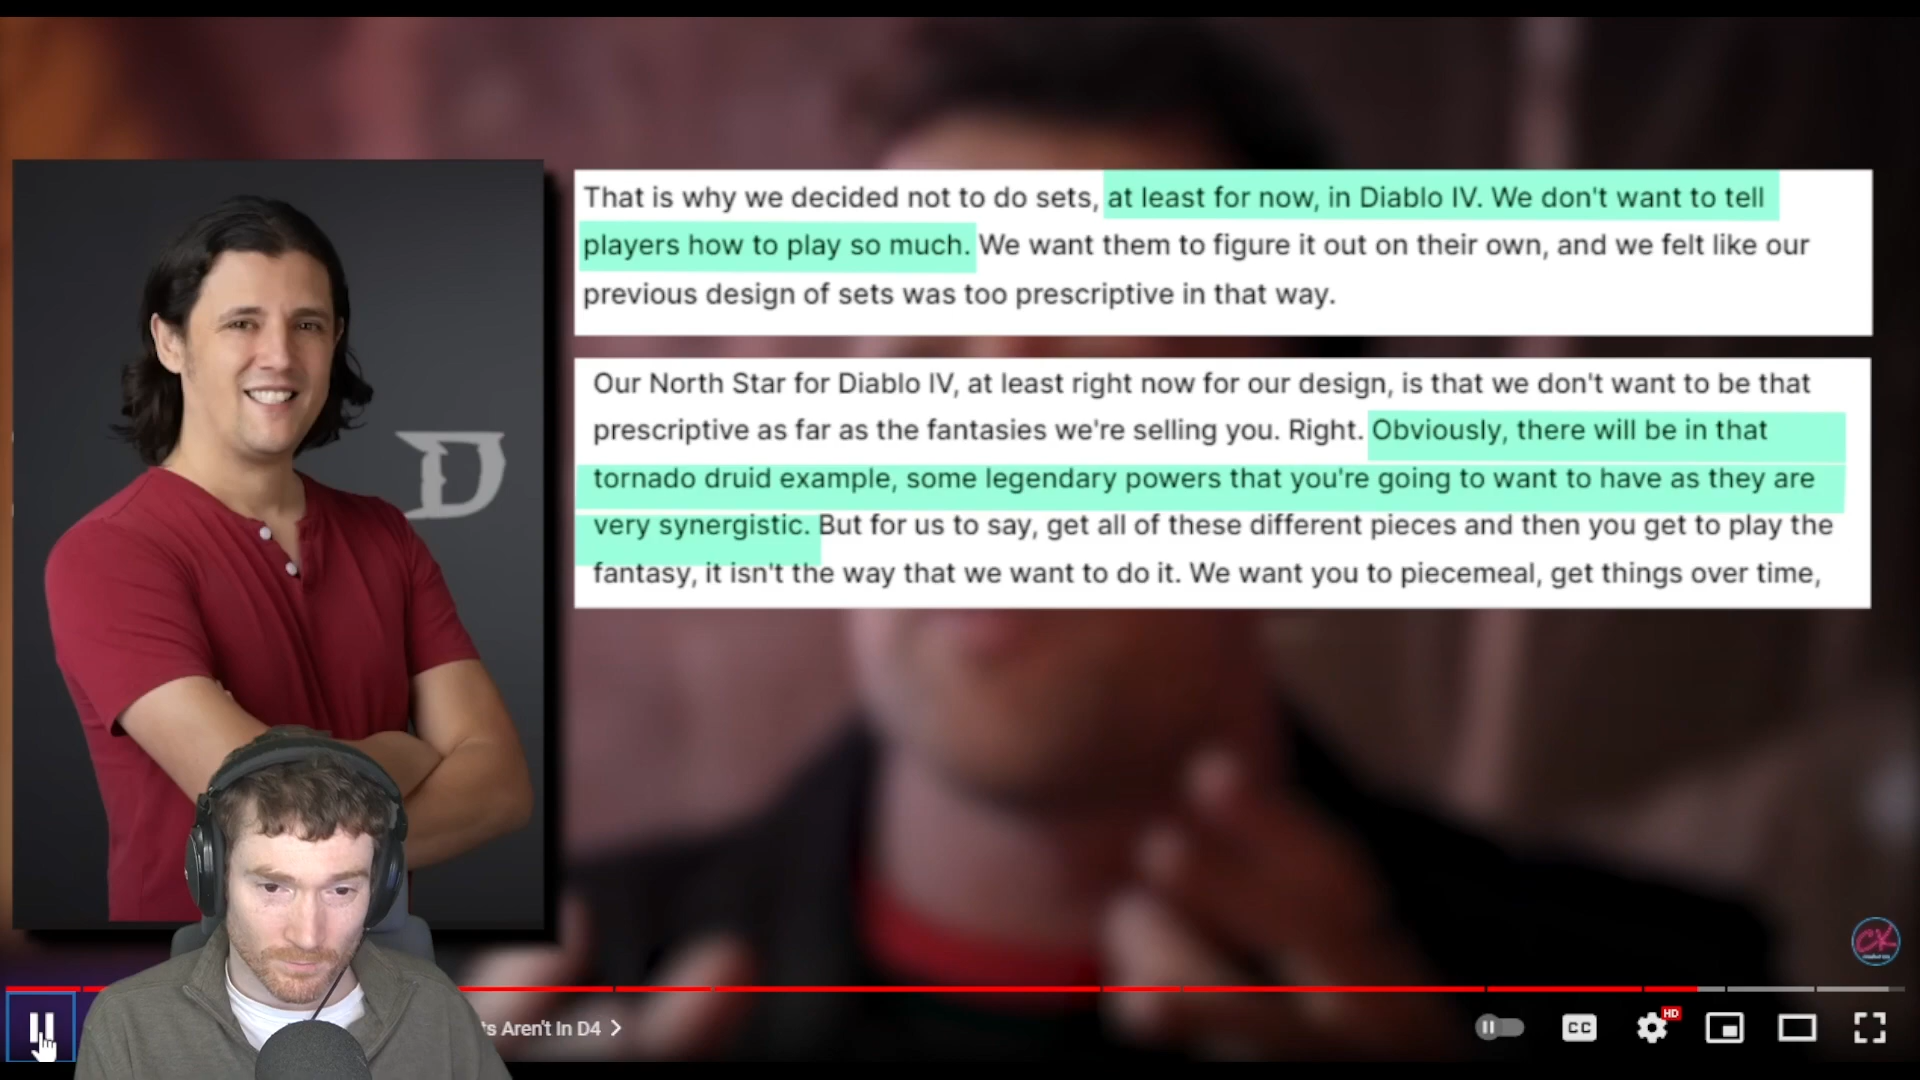 That is why we decided not to do sets, at least for now, in Diablo IV. We don't want to tell
players how to play so much. We want them to figure it out on their own, and we felt like our
previous design of sets was too prescriptive in that way.
Our North Star for Diablo IV, at least right now for our design, is that we don't want to be that
prescriptive as far as the fantasies we're selling you. Right. Obviously, there will be in that
tornado druid example, some legendary powers that you're going to want to have as they are
very synergistic. But for us to say, get all of these different pieces and then you get to play the
fantasy, it isn't the way that we want to do it. We want you to piecemeal, get things over time,
D
CK
's Aren't In D4
CC
HD